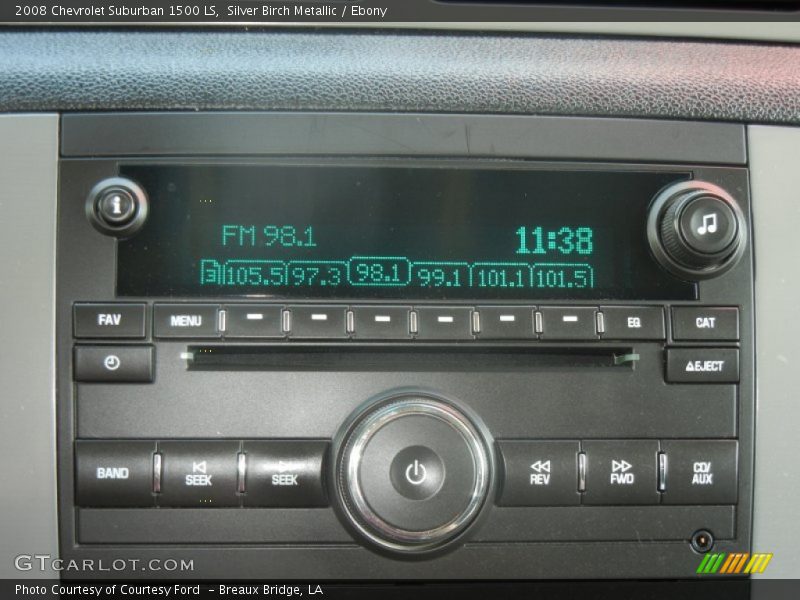 2008 Chevrolet Suburban 1500 LS, Silver Birch Metallic / Ebony
i
FM 98.1 11:38
105.5 97.3 98.1 99.1 101.1 101.5
FAV MENU EQ CAT
EJECT
BAND SEEK SEEK REV FWD CD/AUX
GTCARLOT.COM
Photo Courtesy of Courtesy Ford - Breaux Bridge, LA